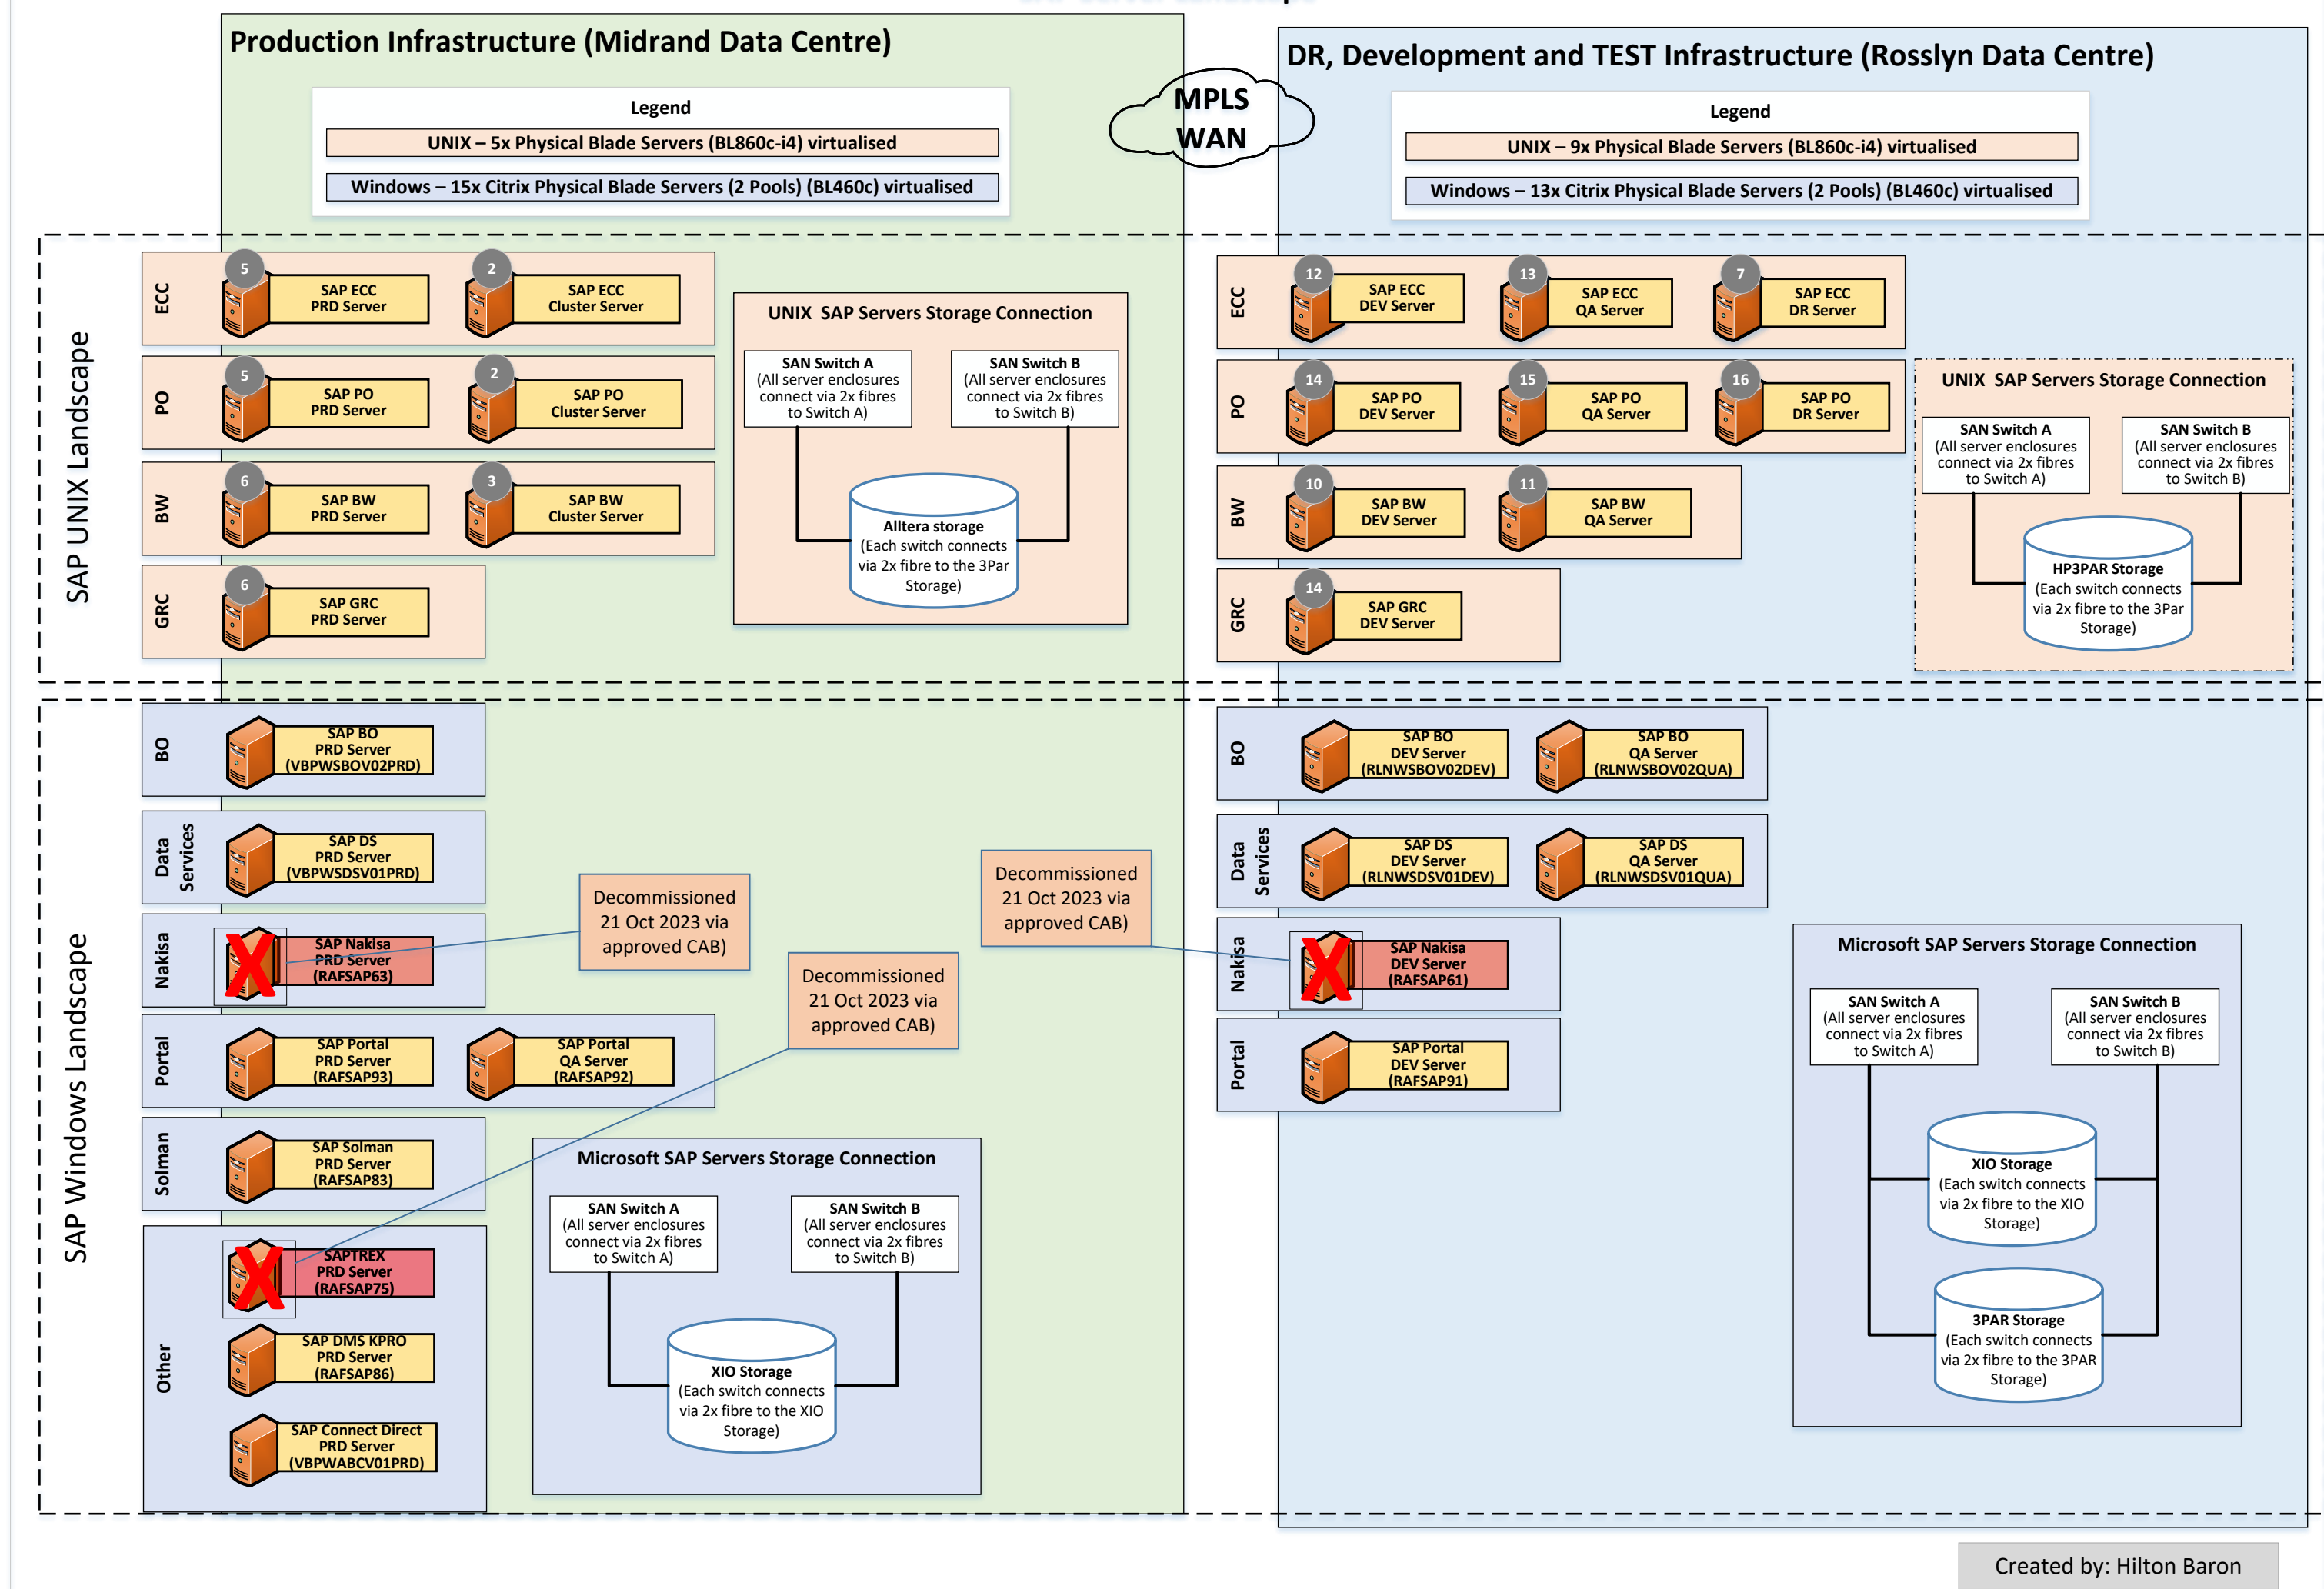 Production Infrastructure (Midrand Data Centre)
Legend
UNIX – 5x Physical Blade Servers (BL860c-i4) virtualised
Windows – 15x Citrix Physical Blade Servers (2 Pools) (BL460c) virtualised
MPLS
WAN
DR, Development and TEST Infrastructure (Rosslyn Data Centre)
Legend
UNIX – 9x Physical Blade Servers (BL860c-i4) virtualised
Windows – 13x Citrix Physical Blade Servers (2 Pools) (BL460c) virtualised
SAP UNIX Landscape
ECC
5
SAP ECC
PRD Server
2
SAP ECC
Cluster Server
PO
5
SAP PO
PRD Server
2
SAP PO
Cluster Server
BW
6
SAP BW
PRD Server
3
SAP BW
Cluster Server
GRC
6
SAP GRC
PRD Server
UNIX SAP Servers Storage Connection
SAN Switch A
(All server enclosures
connect via 2x fibres
to Switch A)
SAN Switch B
(All server enclosures
connect via 2x fibres
to Switch B)
Alltera storage
(Each switch connects
via 2x fibre to the 3Par
Storage)
ECC
12
SAP ECC
DEV Server
13
SAP ECC
QA Server
7
SAP ECC
DR Server
PO
14
SAP PO
DEV Server
15
SAP PO
QA Server
16
SAP PO
DR Server
BW
10
SAP BW
DEV Server
11
SAP BW
QA Server
GRC
14
SAP GRC
DEV Server
UNIX SAP Servers Storage Connection
SAN Switch A
(All server enclosures
connect via 2x fibres
to Switch A)
SAN Switch B
(All server enclosures
connect via 2x fibres
to Switch B)
HP3PAR Storage
(Each switch connects
via 2x fibre to the 3Par
Storage)
SAP Windows Landscape
BO
SAP BO
PRD Server
(VBPWSBOV02PRD)
Data
Services
SAP DS
PRD Server
(VBPWSDSV01PRD)
Nakisa
X
SAP Nakisa
PRD Server
(RAFSAP63)
Decommissioned
21 Oct 2023 via
approved CAB)
Portal
SAP Portal
PRD Server
(RAFSAP93)
SAP Portal
QA Server
(RAFSAP92)
Decommissioned
21 Oct 2023 via
approved CAB)
Solman
SAP Solman
PRD Server
(RAFSAP83)
Other
X
SAPTREX
PRD Server
(RAFSAP75)
SAP DMS KPRO
PRD Server
(RAFSAP86)
SAP Connect Direct
PRD Server
(VBPWABCV01PRD)
Microsoft SAP Servers Storage Connection
SAN Switch A
(All server enclosures
connect via 2x fibres
to Switch A)
SAN Switch B
(All server enclosures
connect via 2x fibres
to Switch B)
XIO Storage
(Each switch connects
via 2x fibre to the XIO
Storage)
BO
SAP BO
DEV Server
(RLNWSBOV02DEV)
SAP BO
QA Server
(RLNWSBOV02QUA)
Data
Services
SAP DS
DEV Server
(RLNWSDSV01DEV)
SAP DS
QA Server
(RLNWSDSV01QUA)
Decommissioned
21 Oct 2023 via
approved CAB)
Nakisa
X
SAP Nakisa
DEV Server
(RAFSAP61)
Portal
SAP Portal
DEV Server
(RAFSAP91)
Microsoft SAP Servers Storage Connection
SAN Switch A
(All server enclosures
connect via 2x fibres
to Switch A)
SAN Switch B
(All server enclosures
connect via 2x fibres
to Switch B)
XIO Storage
(Each switch connects
via 2x fibre to the XIO
Storage)
3PAR Storage
(Each switch connects
via 2x fibre to the 3PAR
Storage)
Created by: Hilton Baron